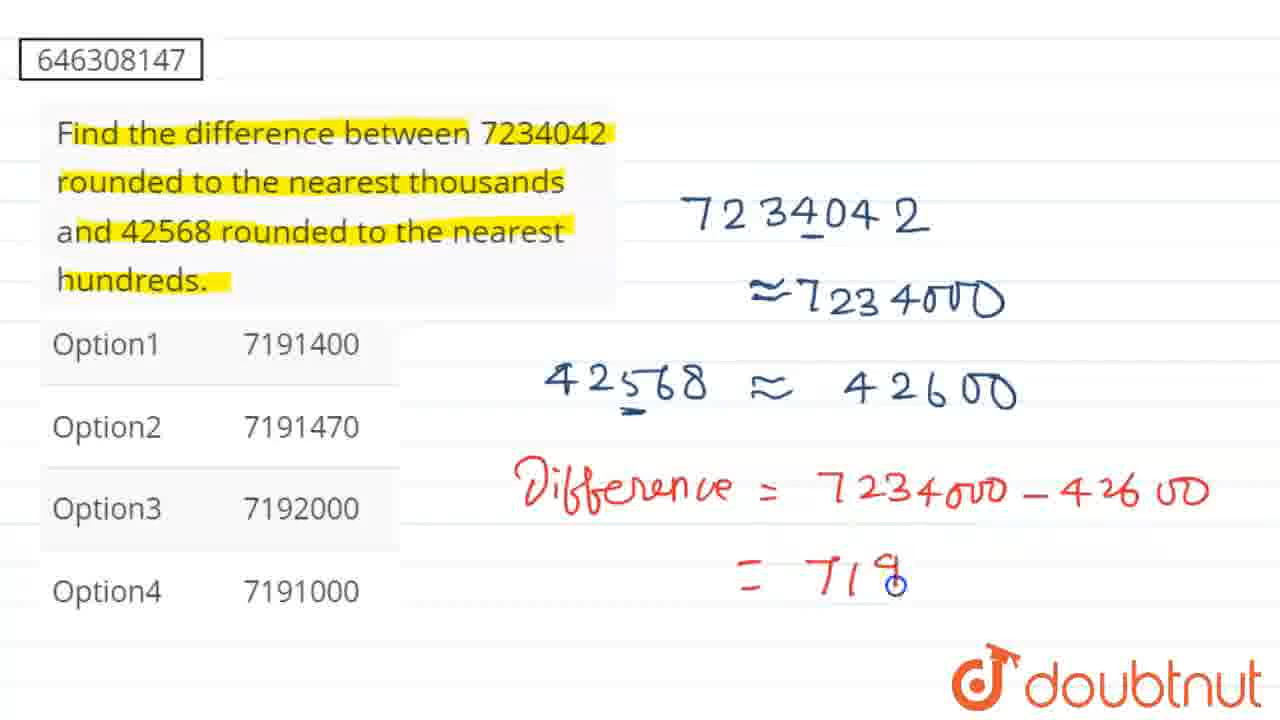 646308147
Find the difference between 7234042
rounded to the nearest thousands
and 42568 rounded to the nearest
hundreds.
Option1 7191400
Option2 7191470
Option3 7192000
Option4 7191000
7234042
≈7234000
42568 ≈ 42600
Difference = 7234000 - 42600
= 719
doubtnut